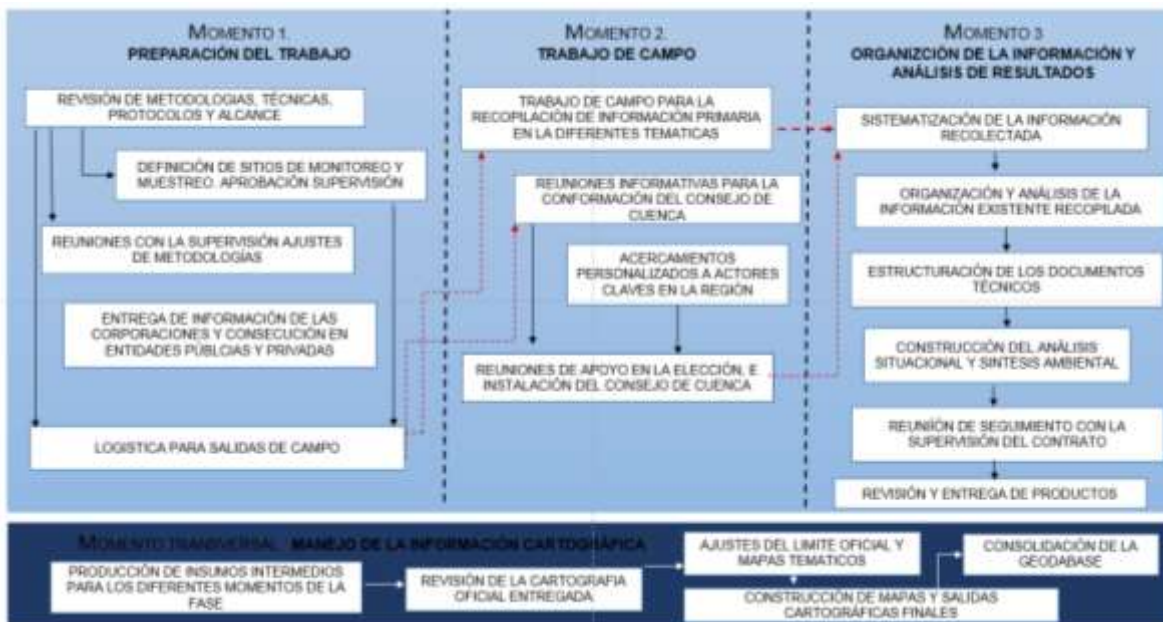 MOMENTO 1.
PREPARACIÓN DEL TRABAJO
REVISIÓN DE METODOLOGIAS, TÉCNICAS,
PROTOCOLOS Y ALCANCE
DEFINICIÓN DE SITIOS DE MONITOREO Y
MUESTREO. APROBACIÓN SUPERVISIÓN
REUNIONES CON LA SUPERVISIÓN AJUSTES
DE METODOLOGÍAS
ENTREGA DE INFORMACIÓN DE LAS
CORPORACIONES Y CONSECUCIÓN EN
ENTIDADES PÚBLCIAS Y PRIVADAS
LOGISTICA PARA SALIDAS DE CAMPO
MOMENTO 2.
TRABAJO DE CAMPO
TRABAJO DE CAMPO PARA LA
RECOPILACIÓN DE INFORMACIÓN PRIMARIA
EN LA DIFERENTES TEMATICAS
REUNIONES INFORMATIVAS PARA LA
CONFORMACIÓN DEL CONSEJO DE
CUENCA
ACERCAMIENTOS
PERSONALIZADOS A ACTORES
CLAVES EN LA REGIÓN
REUNIONES DE APOYO EN LA ELECCIÓN, E
INSTALACIÓN DEL CONSEJO DE CUENCA
MOMENTO 3
ORGANIZCIÓN DE LA INFORMACIÓN Y
ANÁLISIS DE RESULTADOS
SISTEMATIZACIÓN DE LA INFORMACIÓN
RECOLECTADA
ORGANIZACIÓN Y ANÁLISIS DE LA
INFORMACIÓN EXISTENTE RECOPILADA
ESTRUCTURACIÓN DE LOS DOCUMENTOS
TÉCNICOS
CONSTRUCCIÓN DEL ANÁLISIS
SITUACIONAL Y SINTESIS AMBIENTAL
REUNIÍÓN DE SEGUIMIENTO CON LA
SUPERVISIÓN DEL CONTRATO
REVISIÓN Y ENTREGA DE PRODUCTOS
MOMENTO TRANSVERSAL MANEJO DE LA INFORMACIÓN CARTOGRÁFICA
PRODUCCIÓN DE INSUMOS INTERMEDIOS
PARA LOS DIFERENTES MOMENTOS DE LA
FASE
REVISIÓN DE LA CARTOGRAFIA
OFICIAL ENTREGADA
AJUSTES DEL LIMITE OFICIAL Y
MAPAS TEMATICOS
CONSTRUCCIÓN DE MAPAS Y SALIDAS
CARTOGRÁFICAS FINALES
CONSOLIDACIÓN DE LA
GEODABASE